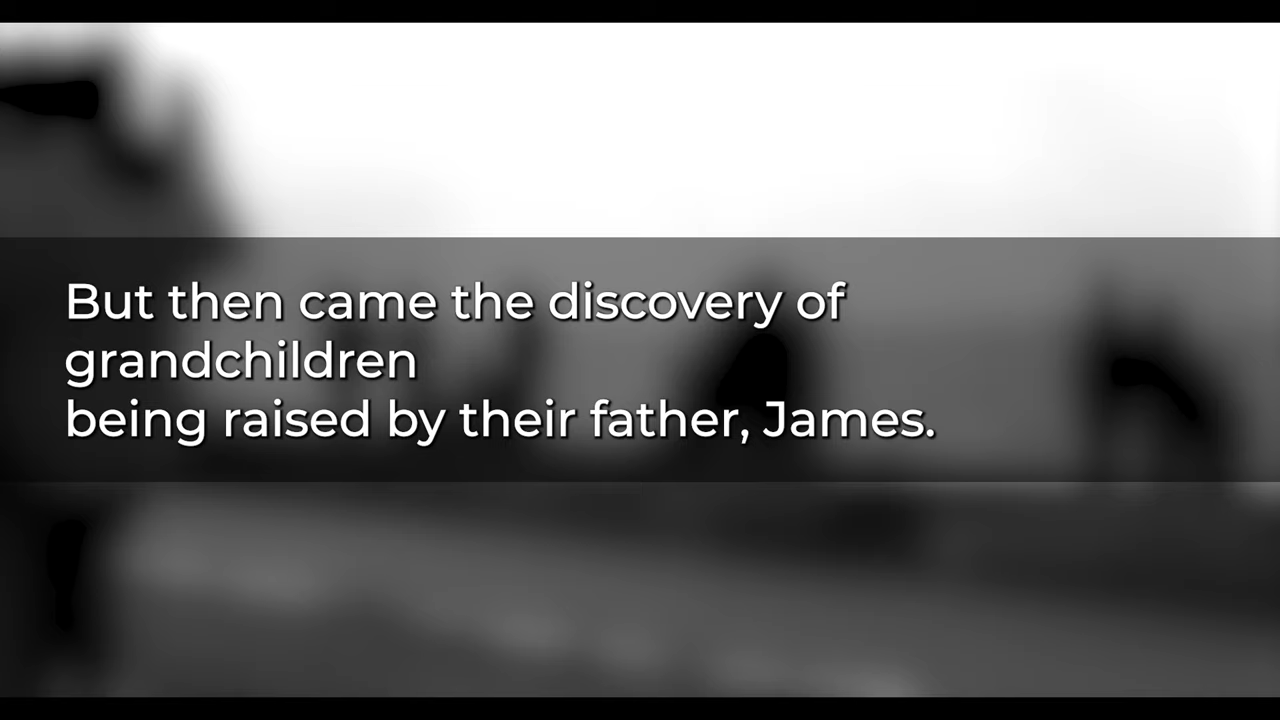 But then came the discovery of
grandchildren
being raised by their father, James.